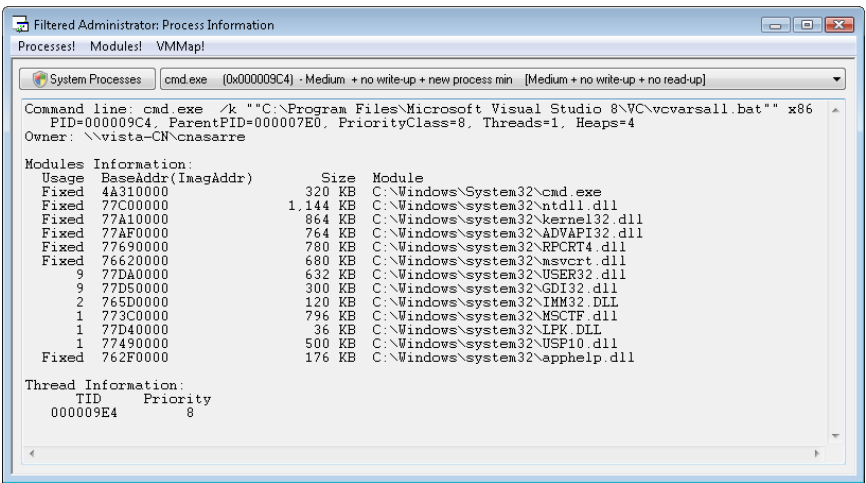 Filtered Administrator: Process Information
Processes! Modules! VMMap!
System Processes cmd.exe (0x000009C4) - Medium + no write-up + new process min [Medium + no write-up + no read-up]
Command line: cmd.exe /k ""C:\Program Files\Microsoft Visual Studio 8\VC\vcvarsall.bat"" x86
PID=000009C4, ParentPID=000007E0, PriorityClass=8, Threads=1, Heaps=4
Owner: \\vista-CN\cnasarre
Modules Information:
Usage BaseAddr(ImagAddr) Size Module
Fixed 4A310000 320 KB C:\Windows\System32\cmd.exe
Fixed 77C00000 1,144 KB C:\Windows\system32\ntdll.dll
Fixed 77A10000 864 KB C:\Windows\system32\kernel32.dll
Fixed 77AF0000 764 KB C:\Windows\system32\ADVAPI32.dll
Fixed 77690000 780 KB C:\Windows\system32\RPCRT4.dll
Fixed 76620000 680 KB C:\Windows\system32\msvcrt.dll
9 77DA0000 632 KB C:\Windows\system32\USER32.dll
9 77D50000 300 KB C:\Windows\system32\GDI32.dll
2 765D0000 120 KB C:\Windows\system32\IMM32.DLL
1 773C0000 796 KB C:\Windows\system32\MSCTF.dll
1 77D40000 36 KB C:\Windows\system32\LPK.DLL
1 77490000 500 KB C:\Windows\system32\USP10.dll
Fixed 762F0000 176 KB C:\Windows\system32\apphelp.dll
Thread Information:
TID Priority
000009E4 8